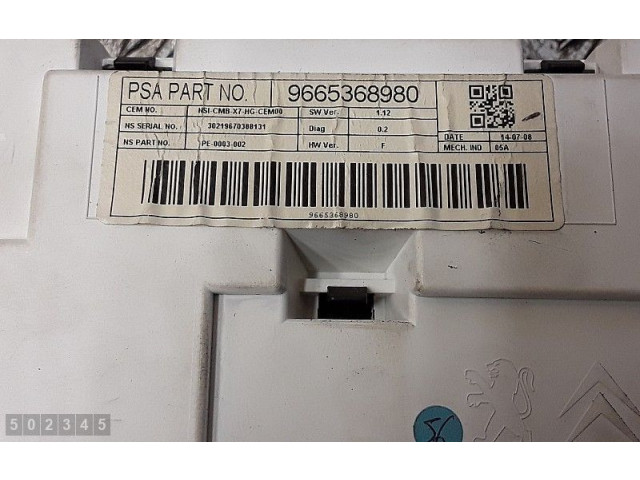 PSA PART NO. 9665368980
CEM NO. NSI-CMB-X7-HG-CEM00 SW Ver. 1.12
NS SERIAL NO. 30219670308131 Diag 0.2
DATE 14-07-08
NS PART NO. PE-0003-002 HW Ver. F
MECH. IND 05A
9665368980
56
502345